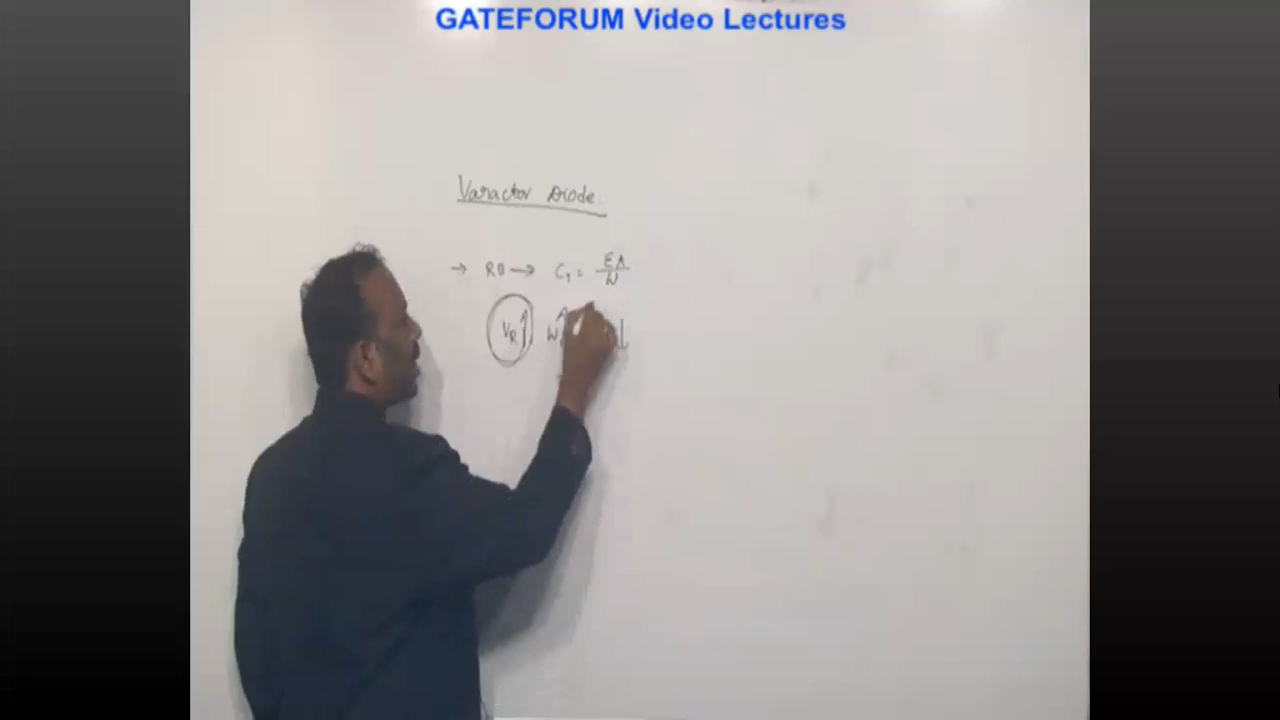 GATEFORUM Video Lectures
Varactor Diode.
→ RB → C_T = εA/W
V_R↑ W↑ ↓